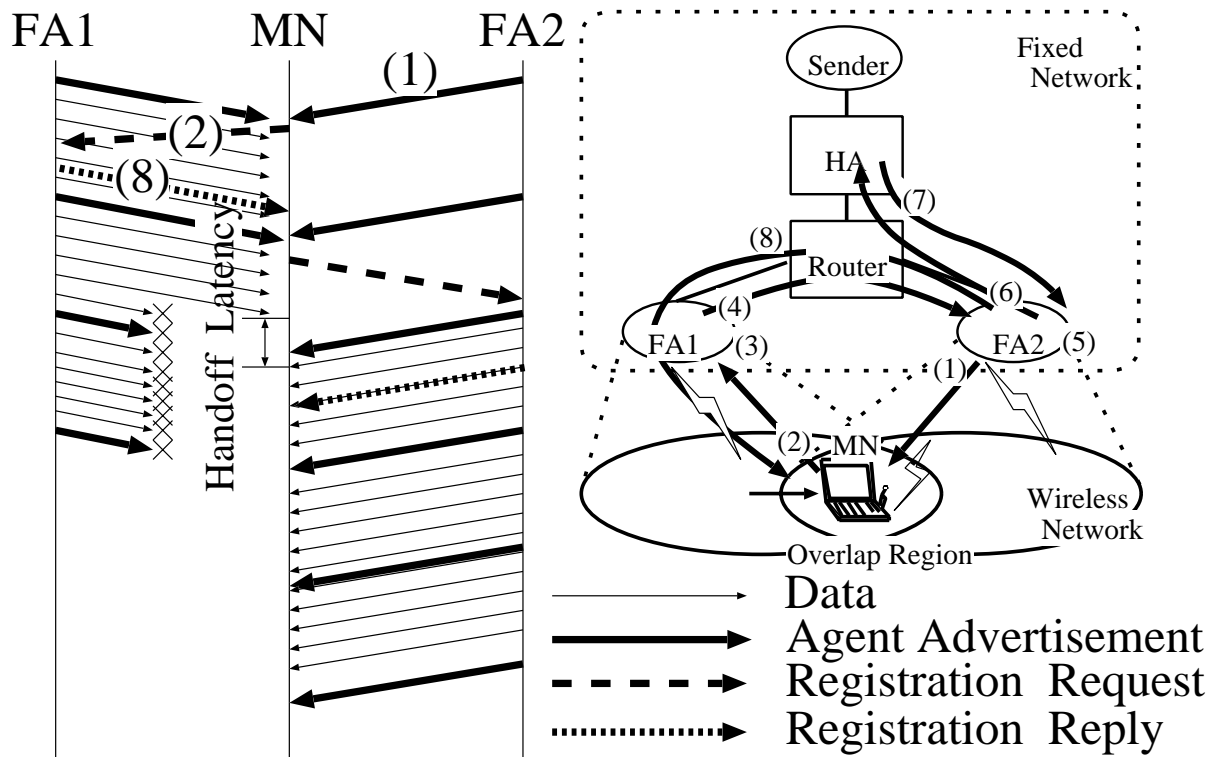 FA1 MN FA2
(1)
(2)
(8)
Handoff Latency
Fixed
Network
Sender
HA
(7)
(8)
Router
(6)
(4)
FA1
(3)
FA2
(5)
(1)
(2)
MN
Wireless
Network
Overlap Region
Data
Agent Advertisement
Registration Request
Registration Reply